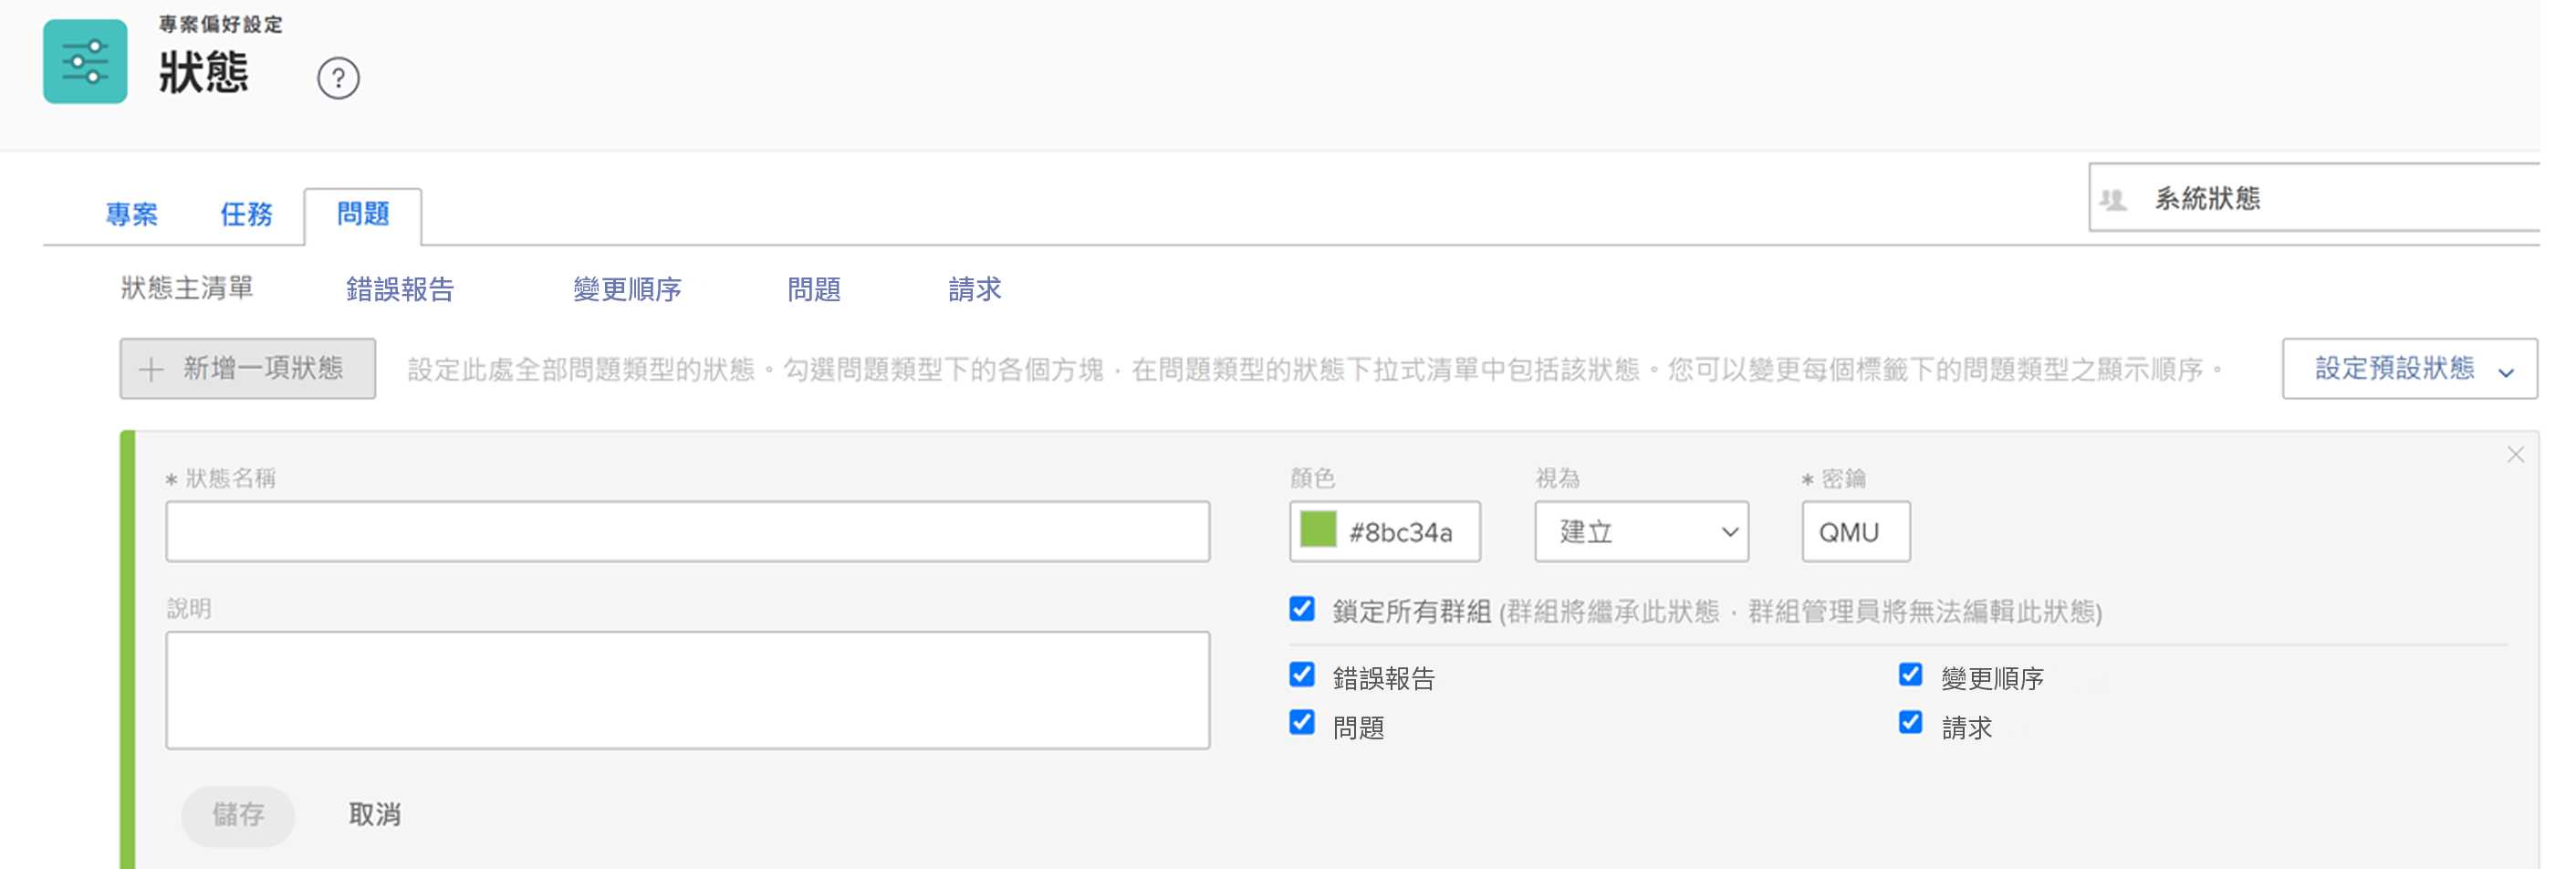 專案偏好設定
狀態
?
系統狀態
專案 任務 問題
狀態主清單 錯誤報告 變更順序 問題 請求
新增一項狀態 設定此處全部問題類型的狀態。勾選問題類型下的各個方塊，在問題類型的狀態下拉式清單中包括該狀態。您可以變更每個標籤下的問題類型之顯示順序。 設定預設狀態
* 狀態名稱 顏色 視為 * 密鑰
#8bc34a 建立 QMU
說明
鎖定所有群組 (群組將繼承此狀態，群組管理員將無法編輯此狀態)
錯誤報告 變更順序
問題 請求
儲存 取消